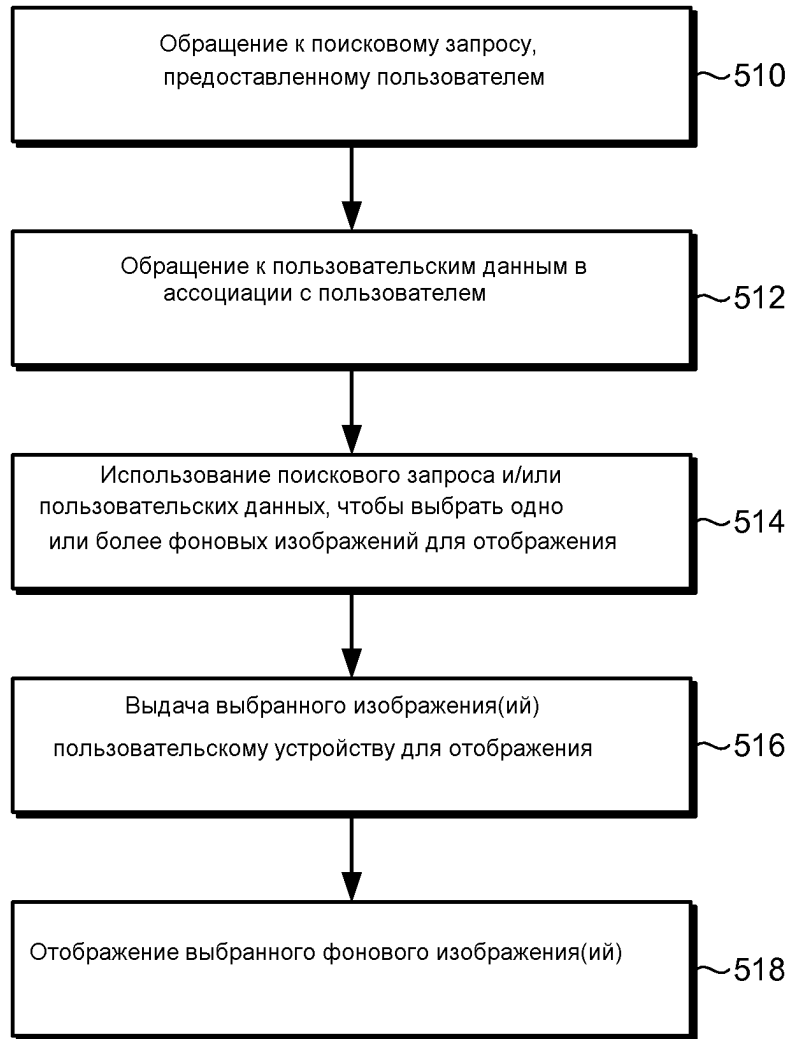 Обращение к поисковому запросу,
предоставленному пользователем
510
Обращение к пользовательским данным в
ассоциации с пользователем
512
Использование поискового запроса и/или
пользовательских данных, чтобы выбрать одно
или более фоновых изображений для отображения
514
Выдача выбранного изображения(ий)
пользовательскому устройству для отображения
516
Отображение выбранного фонового изображения(ий)
518